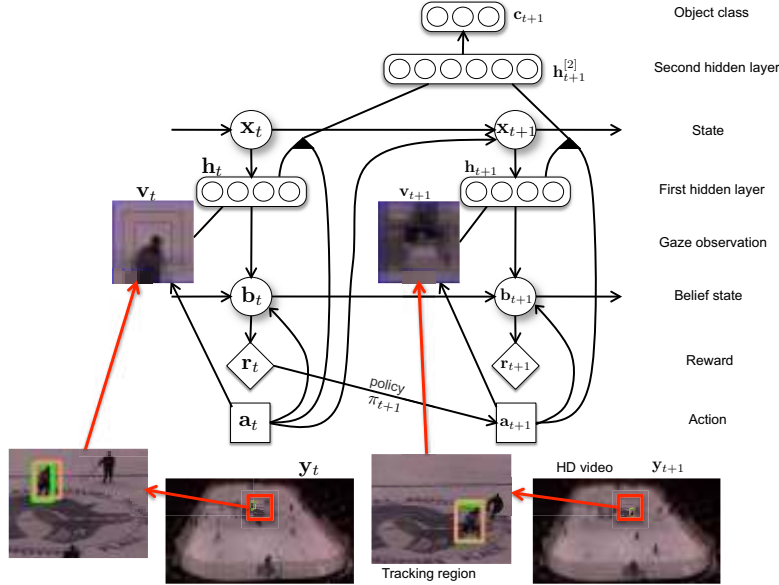 c_{t+1} Object class
h^{[2]}_{t+1} Second hidden layer
x_t x_{t+1} State
h_t h_{t+1}
v_t v_{t+1} First hidden layer
Gaze observation
b_t b_{t+1} Belief state
r_t r_{t+1} Reward
policy
π_{t+1}
a_t a_{t+1} Action
y_t HD video y_{t+1}
Tracking region